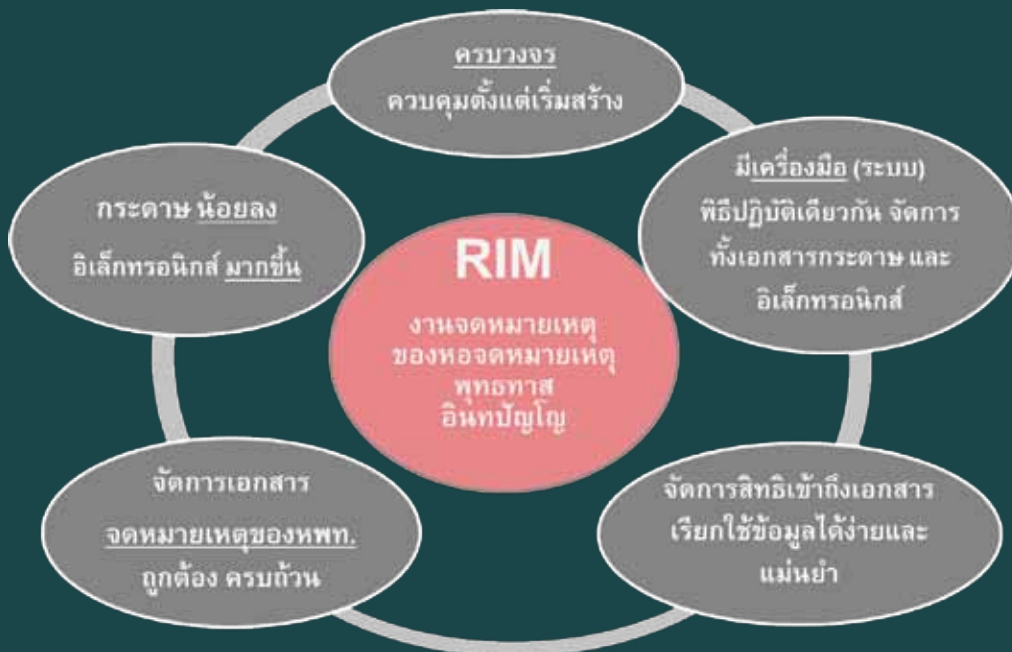 ครบวงจร
ควบคุมตั้งแต่เริ่มสร้าง
มีเครื่องมือ (ระบบ)
พิธีปฏิบัติเดียวกัน จัดการ
ทั้งเอกสารกระดาษ และ
อิเล็กทรอนิกส์
กระดาษ น้อยลง
อิเล็กทรอนิกส์ มากขึ้น
RIM
งานจดหมายเหตุ
ของหอจดหมายเหตุ
พุทธทาส
อินทปัญโญ
จัดการเอกสาร
จดหมายเหตุของหพท.
ถูกต้อง ครบถ้วน
จัดการสิทธิเข้าถึงเอกสาร
เรียกใช้ข้อมูลได้ง่ายและ
แม่นยำ